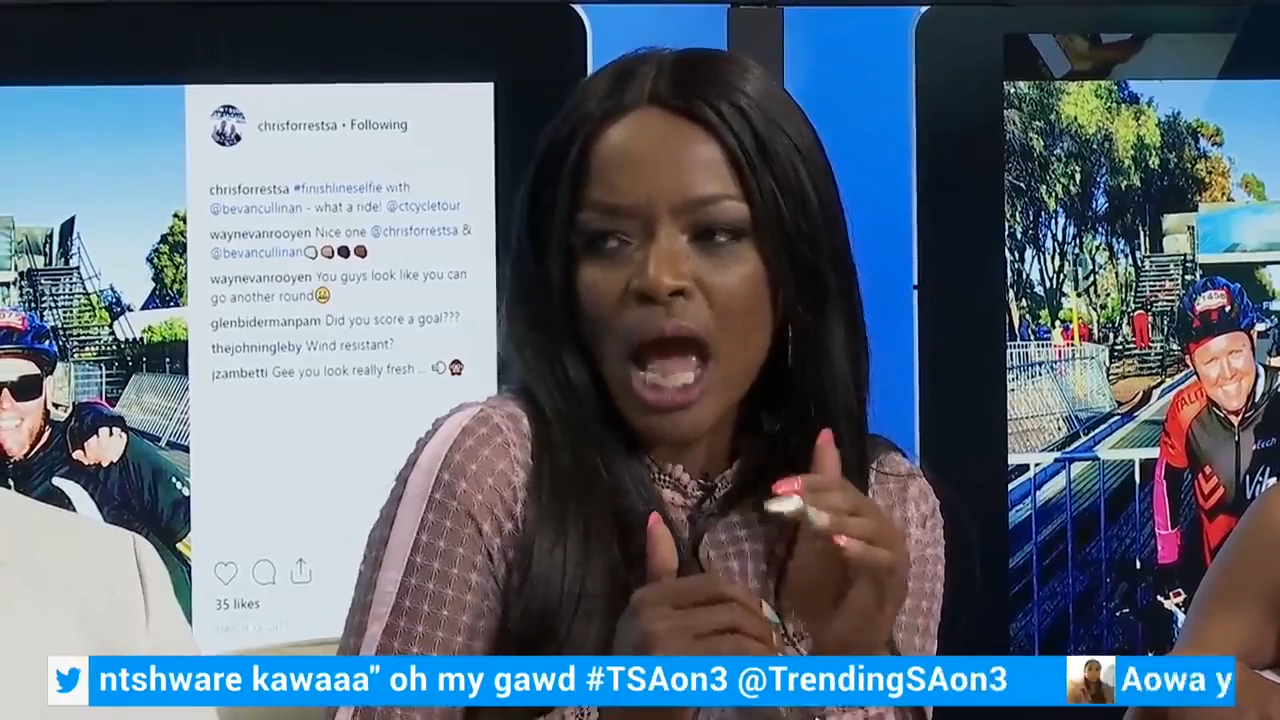 chrisforrestsa • Following
chrisforrestsa #finishlineselfie with
@bevancullinan - what a ride! @ctcycletour
waynevanrooyen Nice one @chrisforrestsa &
@bevancullinan
waynevanrooyen You guys look like you can
go another round😀
glenbidermanpam Did you score a goal???
thejohningleby Wind resistant?
jzambetti Gee you look really fresh ...
35 likes
ntshware kawaaa" oh my gawd #TSAon3 @TrendingSAon3
Aowa y